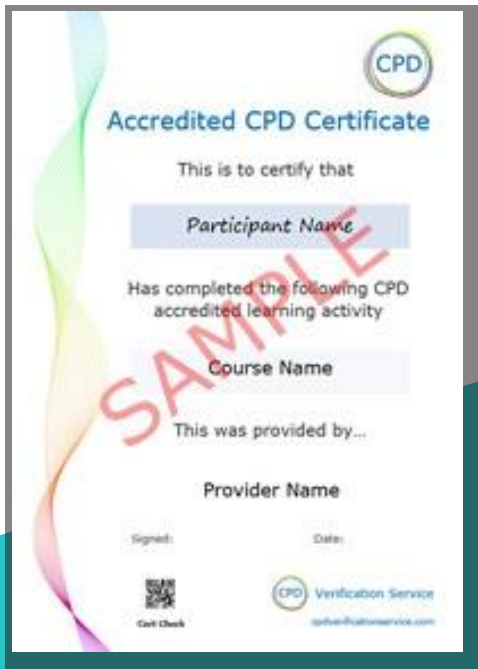 CPD
Accredited CPD Certificate
This is to certify that
Participant Name
Has completed the following CPD
accredited learning activity
SAMPLE
Course Name
This was provided by...
Provider Name
Signed: Date:
CPD Verification Service
Cert Check cpdverificationservice.com